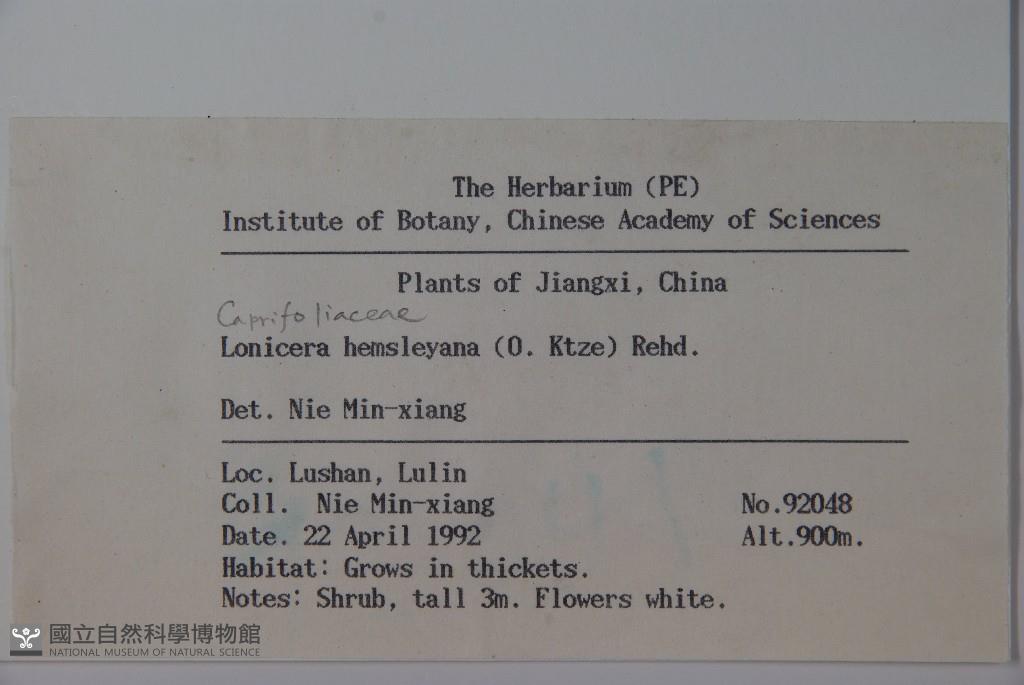 The Herbarium (PE)
Institute of Botany, Chinese Academy of Sciences
Plants of Jiangxi, China
Caprifoliaceae
Lonicera hemsleyana (O. Ktze) Rehd.
Det. Nie Min-xiang
Loc. Lushan, Lulin
Coll. Nie Min-xiang No.92048
Date. 22 April 1992 Alt.900m.
Habitat: Grows in thickets.
Notes: Shrub, tall 3m. Flowers white.
國立自然科學博物館
NATIONAL MUSEUM OF NATURAL SCIENCE